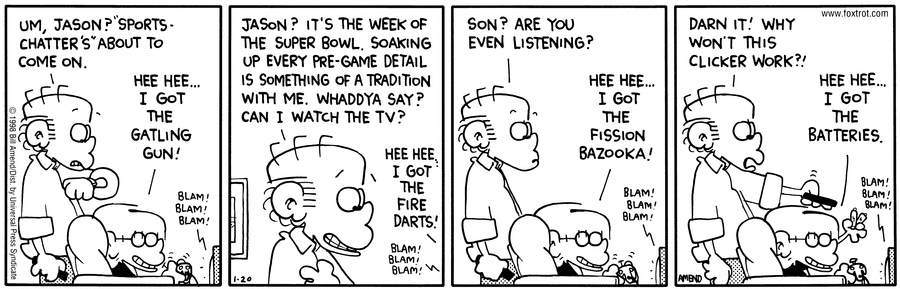 UM, JASON? "SPORTS-
CHATTER'S" ABOUT TO
COME ON.
HEE HEE...
I GOT
THE
GATLING
GUN!
BLAM!
BLAM!
BLAM!
© 1998 Bill Amend/Dist. by Universal Press Syndicate
JASON? IT'S THE WEEK OF
THE SUPER BOWL. SOAKING
UP EVERY PRE-GAME DETAIL
IS SOMETHING OF A TRADITION
WITH ME. WHADDYA SAY?
CAN I WATCH THE TV?
HEE HEE...
I GOT
THE
FIRE
DARTS!
BLAM!
BLAM!
BLAM!
1-20
SON? ARE YOU
EVEN LISTENING?
HEE HEE...
I GOT
THE
FISSION
BAZOOKA!
BLAM!
BLAM!
BLAM!
www.foxtrot.com
DARN IT! WHY
WON'T THIS
CLICKER WORK?!
HEE HEE...
I GOT
THE
BATTERIES.
BLAM!
BLAM!
BLAM!
AMEND